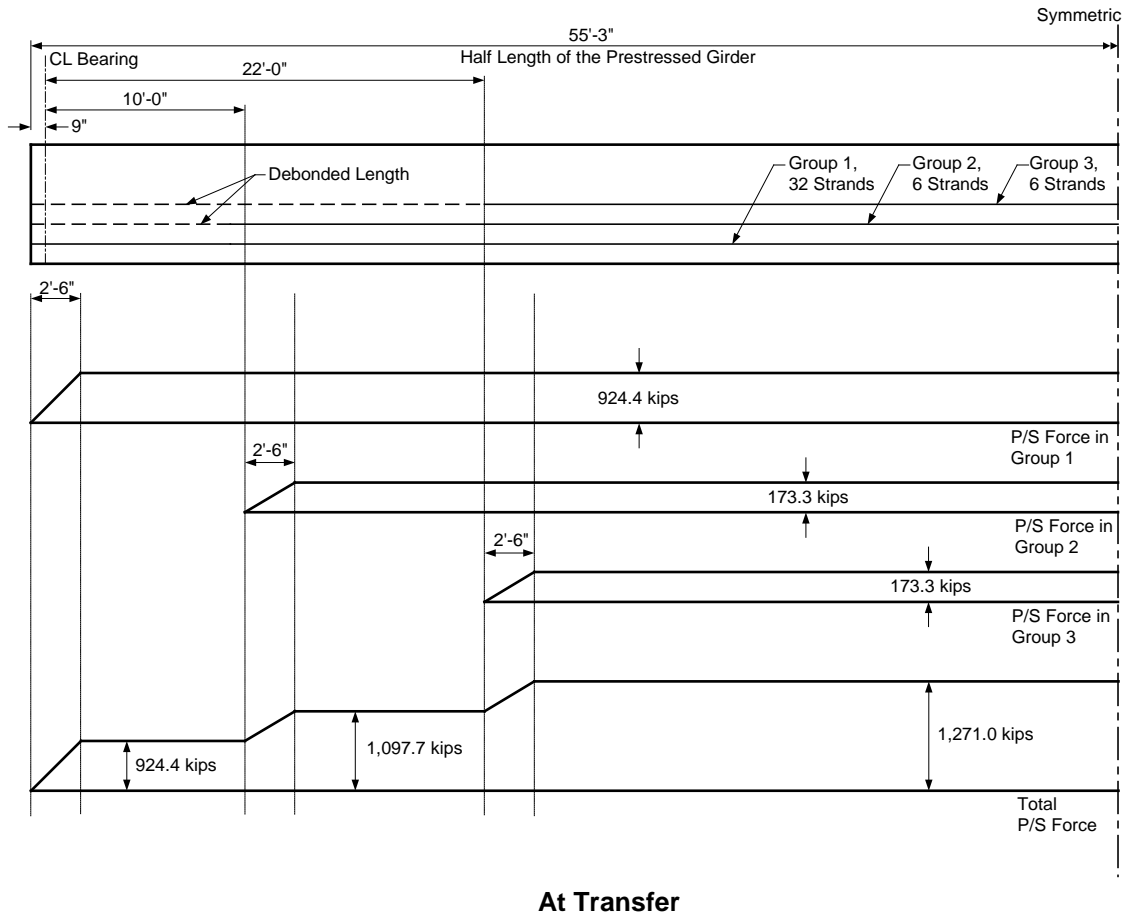 Symmetric
55'-3"
CL Bearing
Half Length of the Prestressed Girder
22'-0"
10'-0"
9"
Debonded Length
Group 1,
32 Strands
Group 2,
6 Strands
Group 3,
6 Strands
2'-6"
924.4 kips
P/S Force in
Group 1
2'-6"
173.3 kips
P/S Force in
Group 2
2'-6"
173.3 kips
P/S Force in
Group 3
924.4 kips
1,097.7 kips
1,271.0 kips
Total
P/S Force
At Transfer